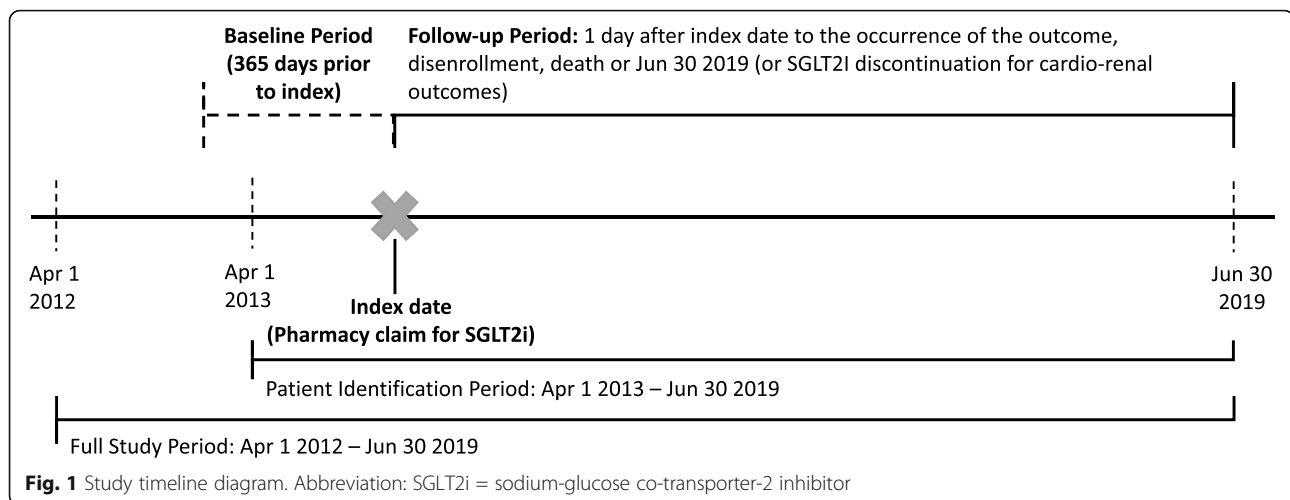 Baseline Period
(365 days prior
to index)
Follow-up Period: 1 day after index date to the occurrence of the outcome,
disenrollment, death or Jun 30 2019 (or SGLT2I discontinuation for cardio-renal
outcomes)
Apr 1
2012
Apr 1
2013
Index date
(Pharmacy claim for SGLT2i)
Jun 30
2019
Patient Identification Period: Apr 1 2013 – Jun 30 2019
Full Study Period: Apr 1 2012 – Jun 30 2019
Fig. 1 Study timeline diagram. Abbreviation: SGLT2i = sodium-glucose co-transporter-2 inhibitor